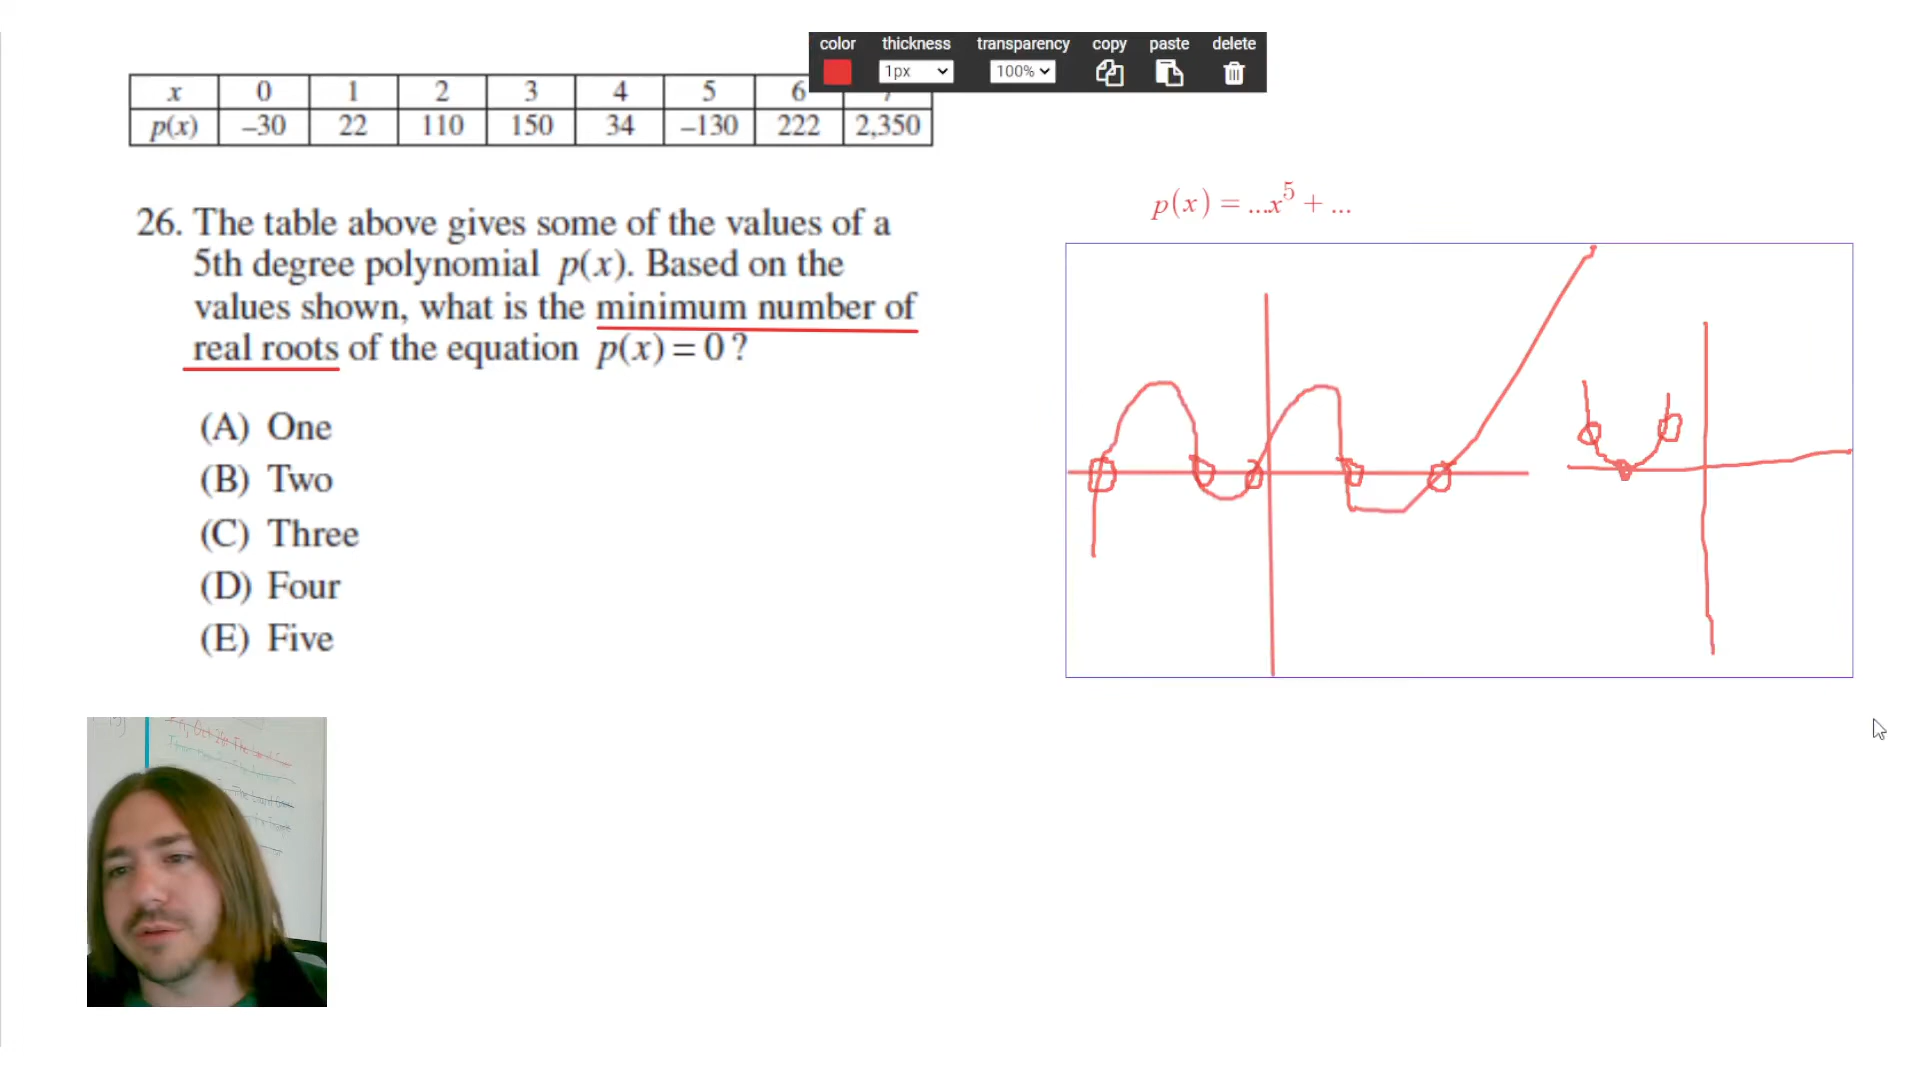 color thickness transparency copy paste delete
1px 100%
x 0 1 2 3 4 5 6
p(x) –30 22 110 150 34 –130 222 2,350
p(x) = ...x⁵ + ...
26. The table above gives some of the values of a
5th degree polynomial p(x). Based on the
values shown, what is the minimum number of
real roots of the equation p(x) = 0?
(A) One
(B) Two
(C) Three
(D) Four
(E) Five